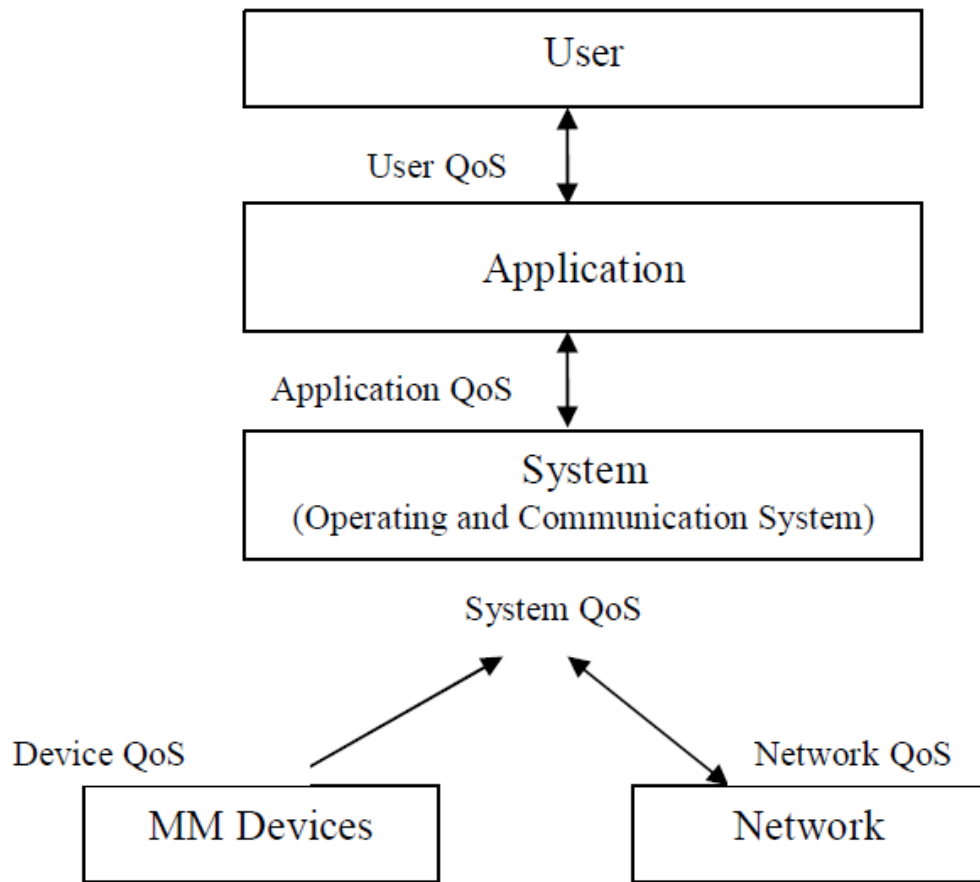 User
User QoS
Application
Application QoS
System
(Operating and Communication System)
System QoS
Device QoS
Network QoS
MM Devices
Network